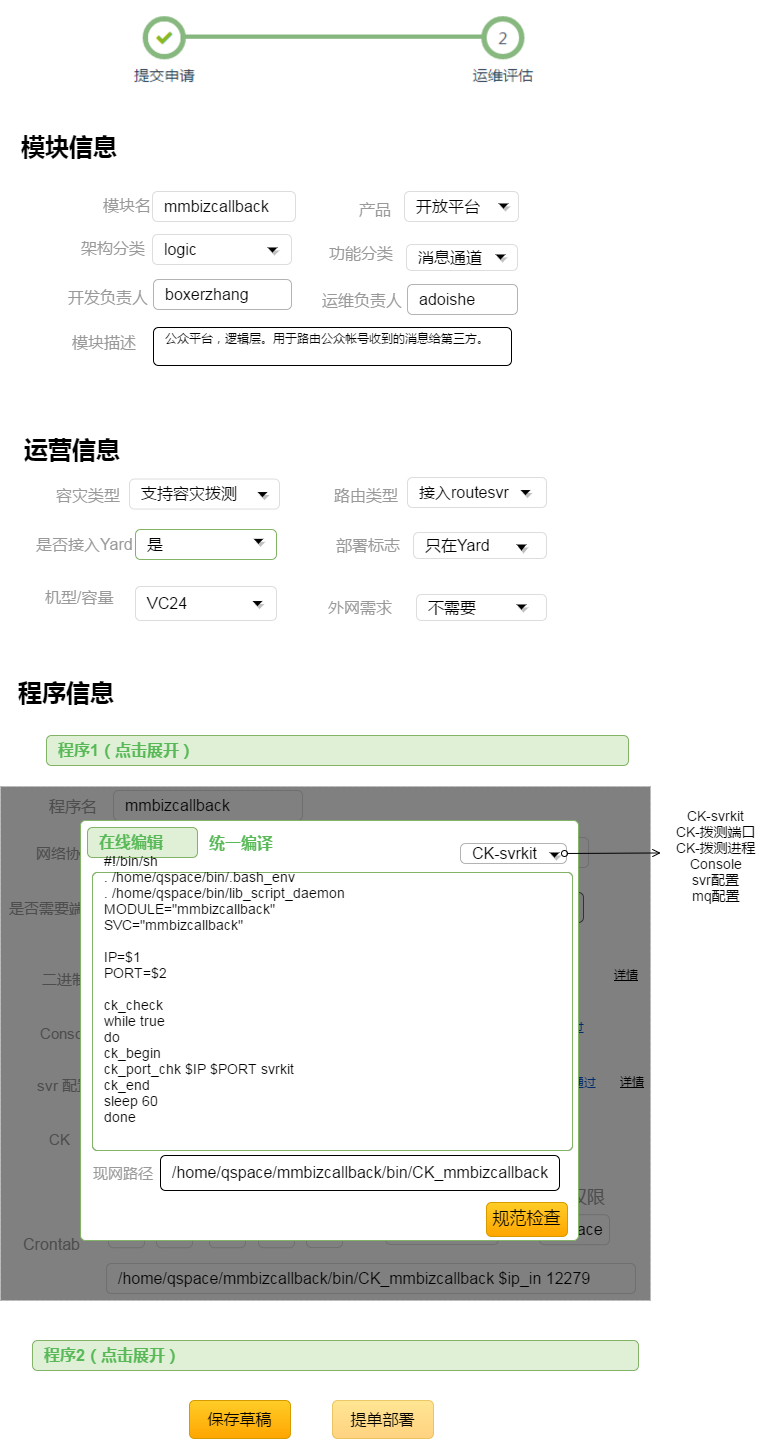 2
提交申请 运维评估
模块信息
模块名 mmbizcallback 产品 开放平台
架构分类 logic 功能分类 消息通道
开发负责人 boxerzhang 运维负责人 adoishe
模块描述 公众平台，逻辑层。用于路由公众帐号收到的消息给第三方。
运营信息
容灾类型 支持容灾拨测 路由类型 接入routesvr
是否接入Yard 是 部署标志 只在Yard
机型/容量 VC24 外网需求 不需要
程序信息
程序1（点击展开）
程序名 mmbizcallback
网络协
是否需要端
二进制
详情
Conso
过
svr 配置
通过 详情
CK
在线编辑 统一编译
CK-svrkit
#!/bin/sh
. /home/qspace/bin/.bash_env
. /home/qspace/bin/lib_script_daemon
MODULE="mmbizcallback"
SVC="mmbizcallback"
IP=$1
PORT=$2
ck_check
while true
do
ck_begin
ck_port_chk $IP $PORT svrkit
ck_end
sleep 60
done
现网路径 /home/qspace/mmbizcallback/bin/CK_mmbizcallback
规范检查
CK-svrkit
CK-拨测端口
CK-拨测进程
Console
svr配置
mq配置
权限
Crontab
ace
/home/qspace/mmbizcallback/bin/CK_mmbizcallback $ip_in 12279
程序2（点击展开）
保存草稿 提单部署